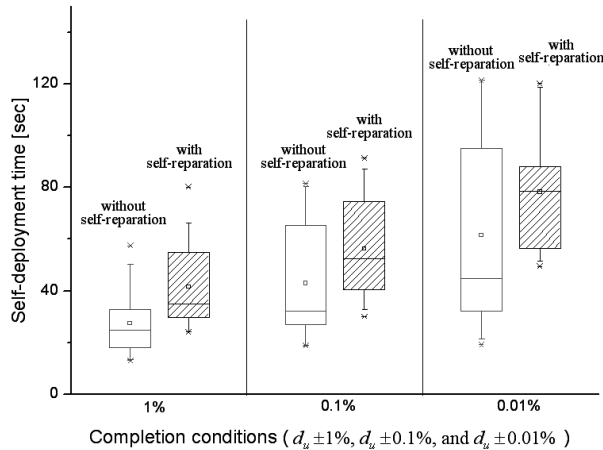 Self-deployment time [sec]
120
80
40
0
without
self-reparation
with
self-reparation
without
self-reparation
with
self-reparation
without
self-reparation
with
self-reparation
1%
0.1%
0.01%
Completion conditions ( d_u ±1%, d_u ±0.1%, and d_u ±0.01% )